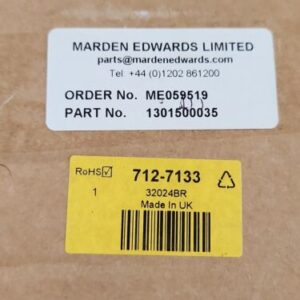 MARDEN EDWARDS LIMITED
parts@mardenedwards.com
Tel: +44 (0)1202 861200
ORDER No. ME059519
PART No. 1301500035
RoHS☑ 712-7133
1 32024BR
Made In UK